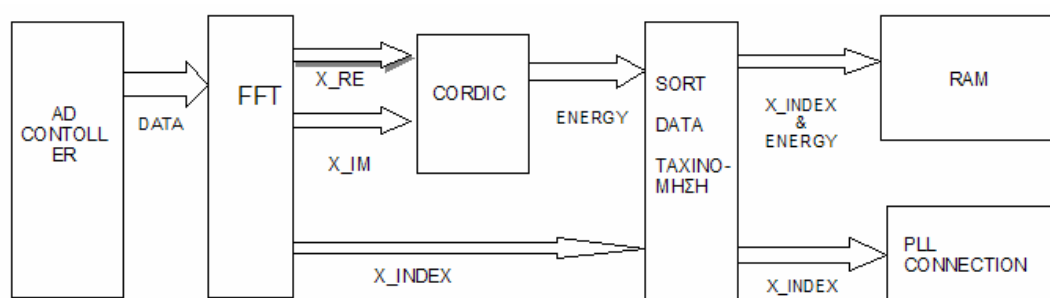 AD
CONTOLL
ER
DATA
FFT
X_RE
X_IM
CORDIC
ENERGY
X_INDEX
SORT
DATA
TAXINO-
ΜΗΣΗ
X_INDEX
&
ENERGY
RAM
X_INDEX
PLL
CONNECTION